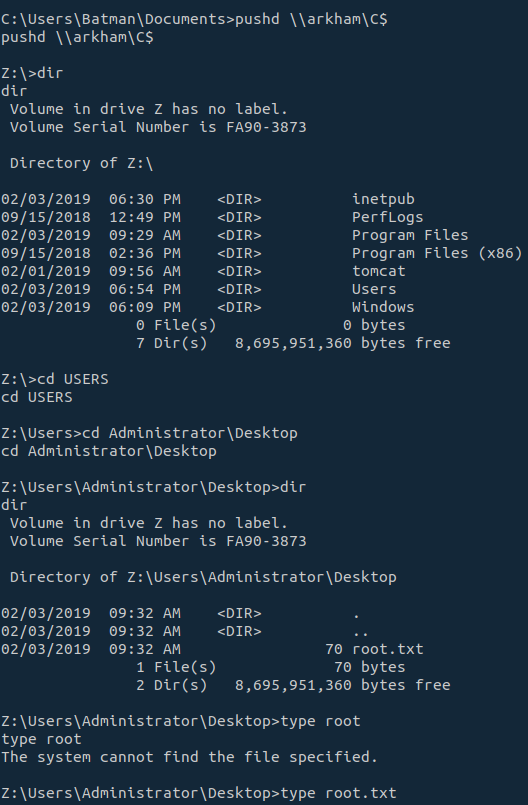 C:\Users\Batman\Documents>pushd \\arkham\C$
pushd \\arkham\C$
Z:\>dir
dir
 Volume in drive Z has no label.
 Volume Serial Number is FA90-3873
 Directory of Z:\
02/03/2019  06:30 PM    <DIR>          inetpub
09/15/2018  12:49 PM    <DIR>          PerfLogs
02/03/2019  09:29 AM    <DIR>          Program Files
09/15/2018  02:36 PM    <DIR>          Program Files (x86)
02/01/2019  09:56 AM    <DIR>          tomcat
02/03/2019  06:54 PM    <DIR>          Users
02/03/2019  06:09 PM    <DIR>          Windows
               0 File(s)              0 bytes
               7 Dir(s)   8,695,951,360 bytes free
Z:\>cd USERS
cd USERS
Z:\Users>cd Administrator\Desktop
cd Administrator\Desktop
Z:\Users\Administrator\Desktop>dir
dir
 Volume in drive Z has no label.
 Volume Serial Number is FA90-3873
 Directory of Z:\Users\Administrator\Desktop
02/03/2019  09:32 AM    <DIR>          .
02/03/2019  09:32 AM    <DIR>          ..
02/03/2019  09:32 AM                70 root.txt
               1 File(s)             70 bytes
               2 Dir(s)   8,695,951,360 bytes free
Z:\Users\Administrator\Desktop>type root
type root
The system cannot find the file specified.
Z:\Users\Administrator\Desktop>type root.txt